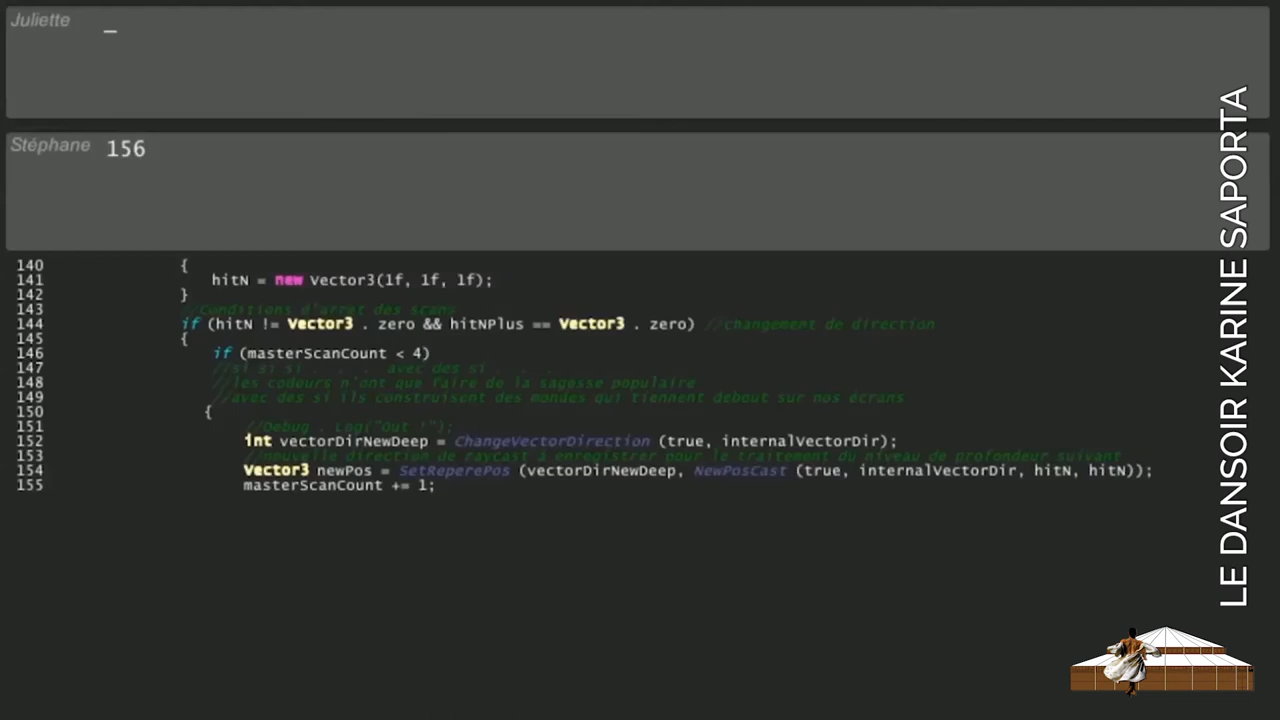 Juliette _
Stéphane 156
140 {
141 hitN = new Vector3(1f, 1f, 1f);
142 }
143 //Conditions d'arret des scans
144 if (hitN != Vector3 . zero && hitNPlus == Vector3 . zero) //changement de direction
145 {
146 if (masterScanCount < 4)
147 //si si si . . . . avec des si . . .
148 //les codeurs n'ont que faire de la sagesse populaire
149 //avec des si ils construisent des mondes qui tiennent debout sur nos écrans
150 {
151 //Debug . Log("Out !");
152 int vectorDirNewDeep = ChangeVectorDirection (true, internalVectorDir);
153 //nouvelle direction de raycast à enregistrer pour le traitement du niveau de profondeur suivant
154 Vector3 newPos = SetReperePos (vectorDirNewDeep, NewPosCast (true, internalVectorDir, hitN, hitN));
155 masterScanCount += 1;
LE DANSOIR KARINE SAPORTA